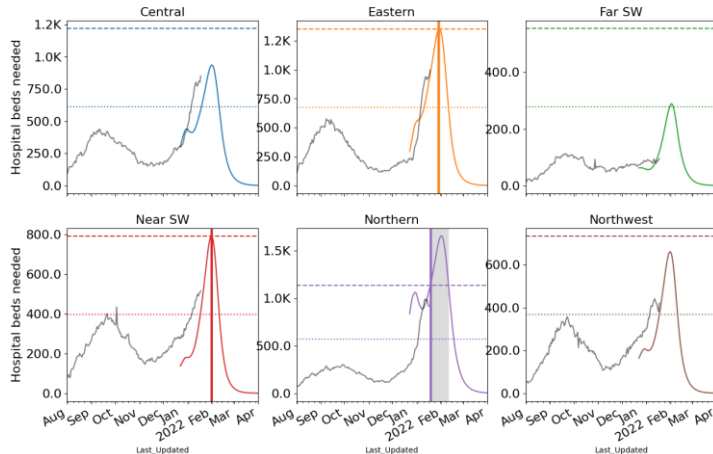 Central
Eastern
Far SW
Hospital beds needed
1.2K
1.0K
750.0
500.0
250.0
0.0
1.2K
1.0K
750.0
500.0
250.0
0.0
400.0
200.0
0.0
Near SW
Northern
Northwest
Hospital beds needed
800.0
600.0
400.0
200.0
0.0
1.5K
1.0K
500.0
0.0
600.0
400.0
200.0
0.0
Aug Sep Oct Nov Dec Jan 2022 Feb Mar Apr
Aug Sep Oct Nov Dec Jan 2022 Feb Mar Apr
Aug Sep Oct Nov Dec Jan 2022 Feb Mar Apr
Last_Updated
Last_Updated
Last_Updated